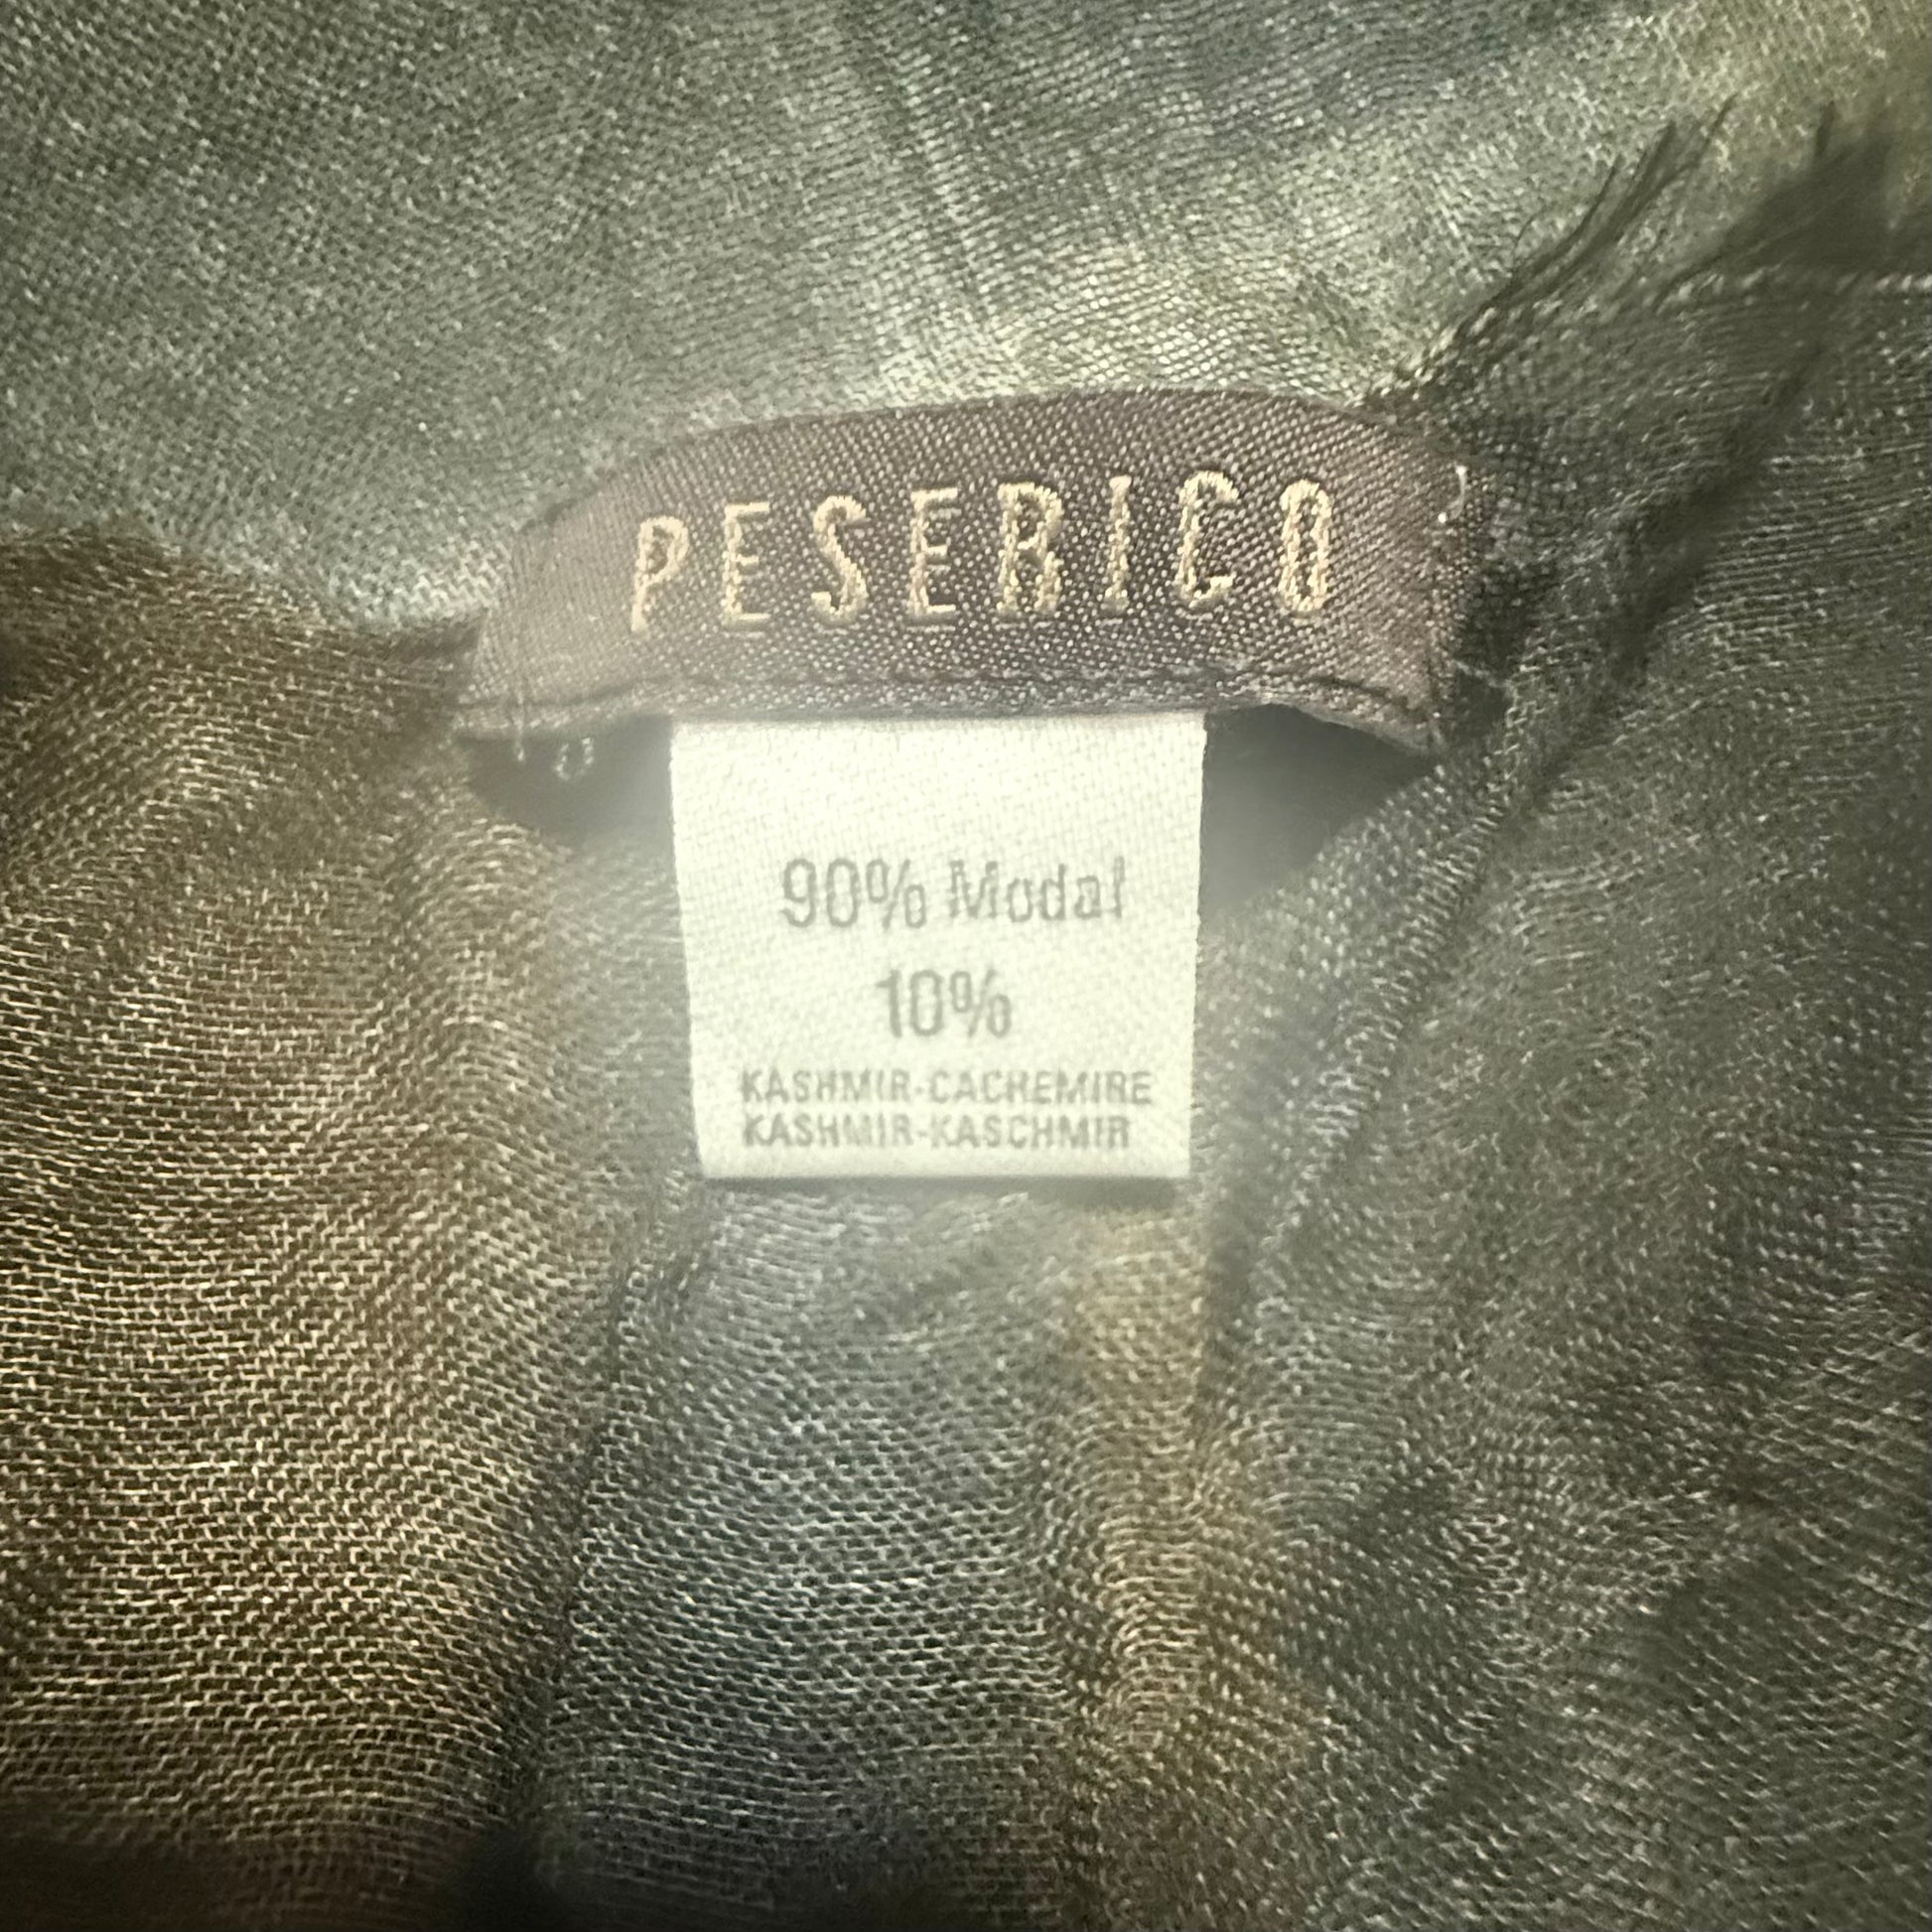 PESERICO
90% Modal
10%
KASHMIR-CACHEMIRE
KASHMIR-KASCHMIR